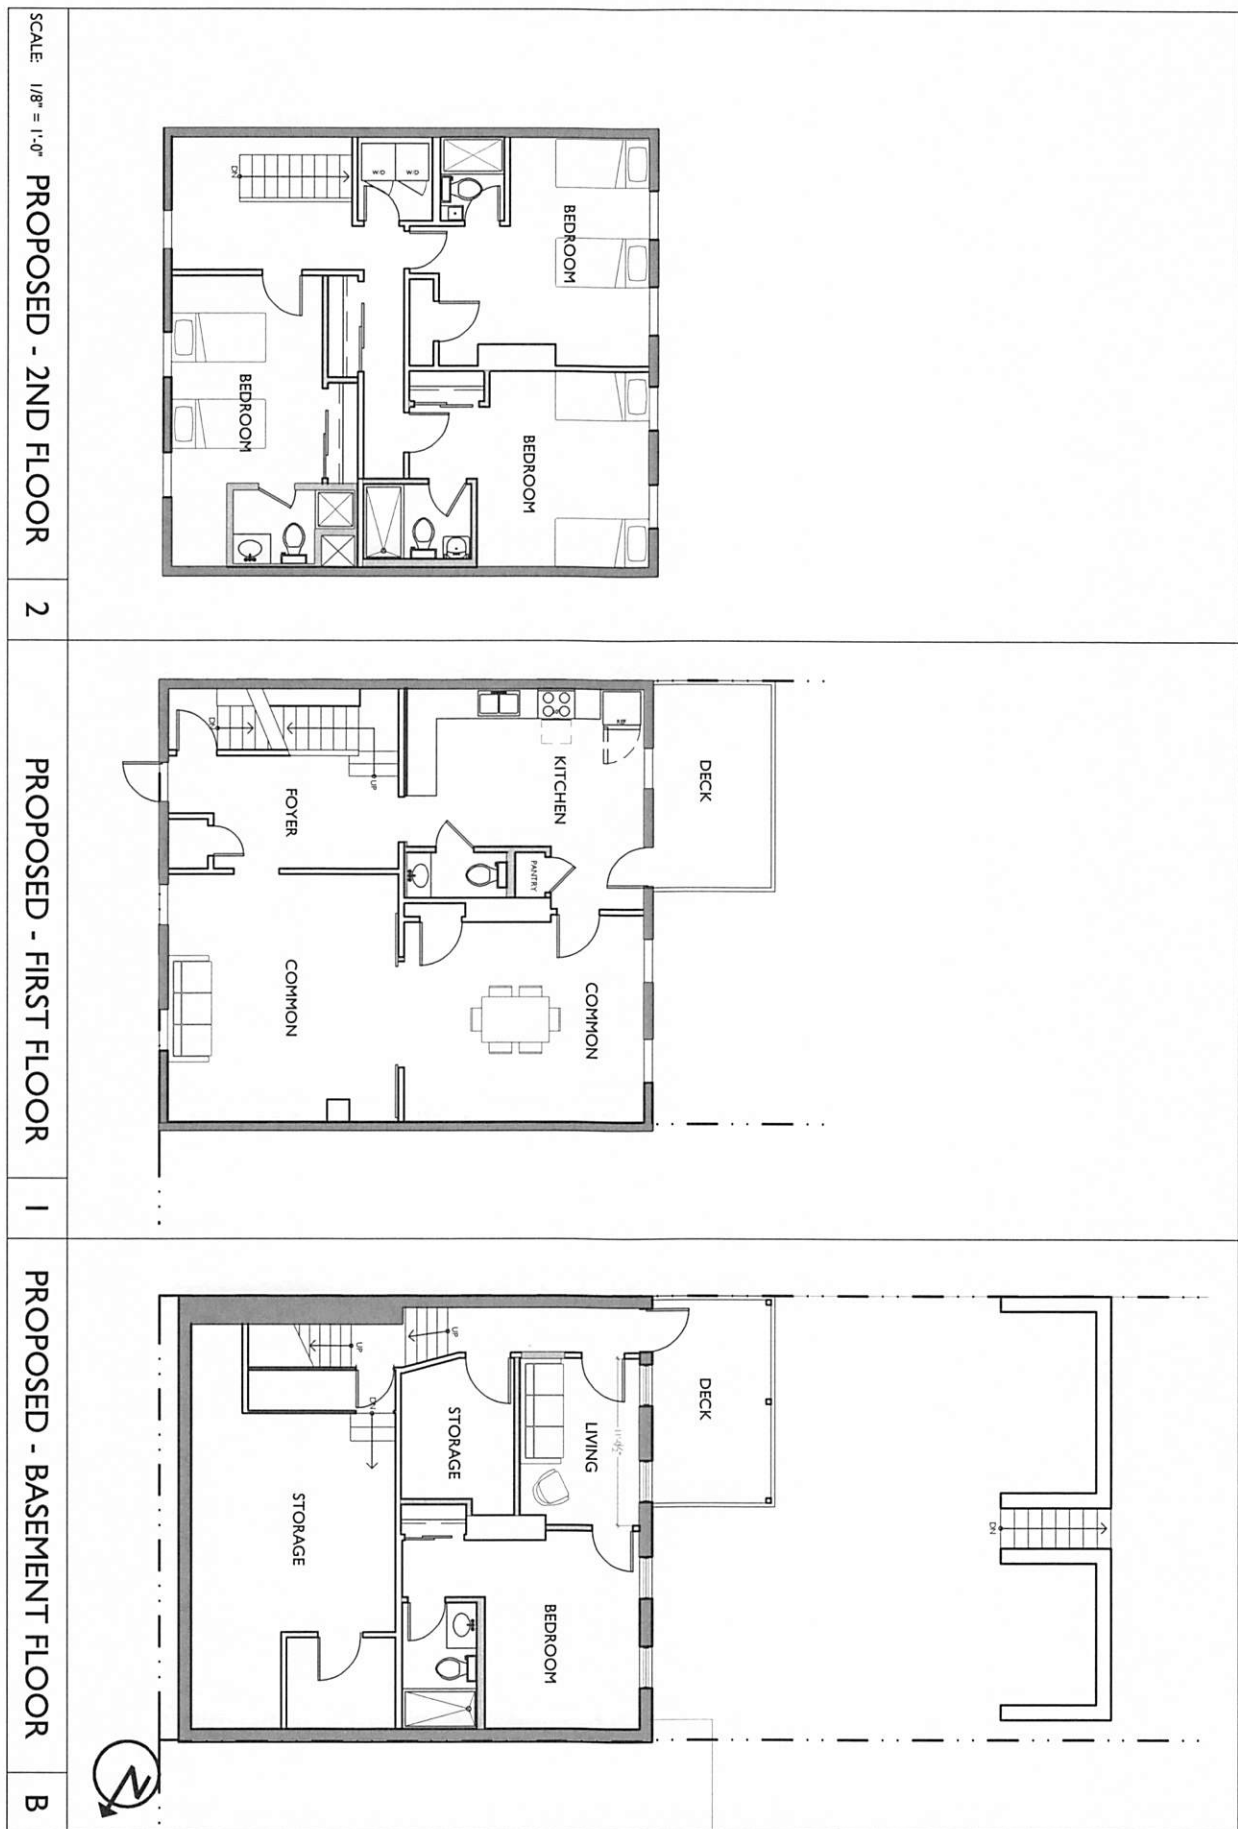 SCALE: 1/8" = 1'-0"
PROPOSED - 2ND FLOOR
2
DN
W/D
W/D
BEDROOM
BEDROOM
BEDROOM
PROPOSED - FIRST FLOOR
1
DN
UP
FOYER
KITCHEN
REF
PANTRY
DECK
COMMON
COMMON
PROPOSED - BASEMENT FLOOR
B
UP
UP
DN
STORAGE
STORAGE
LIVING
BEDROOM
DECK
DN
N